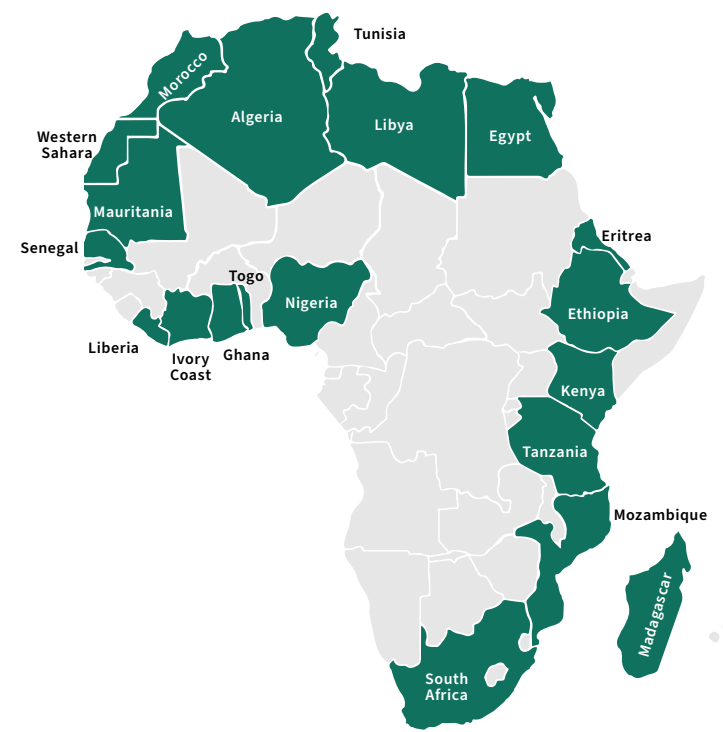 Tunisia
Morocco
Algeria
Libya
Egypt
Western
Sahara
Mauritania
Senegal
Eritrea
Togo
Nigeria
Ethiopia
Liberia
Ivory
Coast
Ghana
Kenya
Tanzania
Mozambique
Madagascar
South
Africa